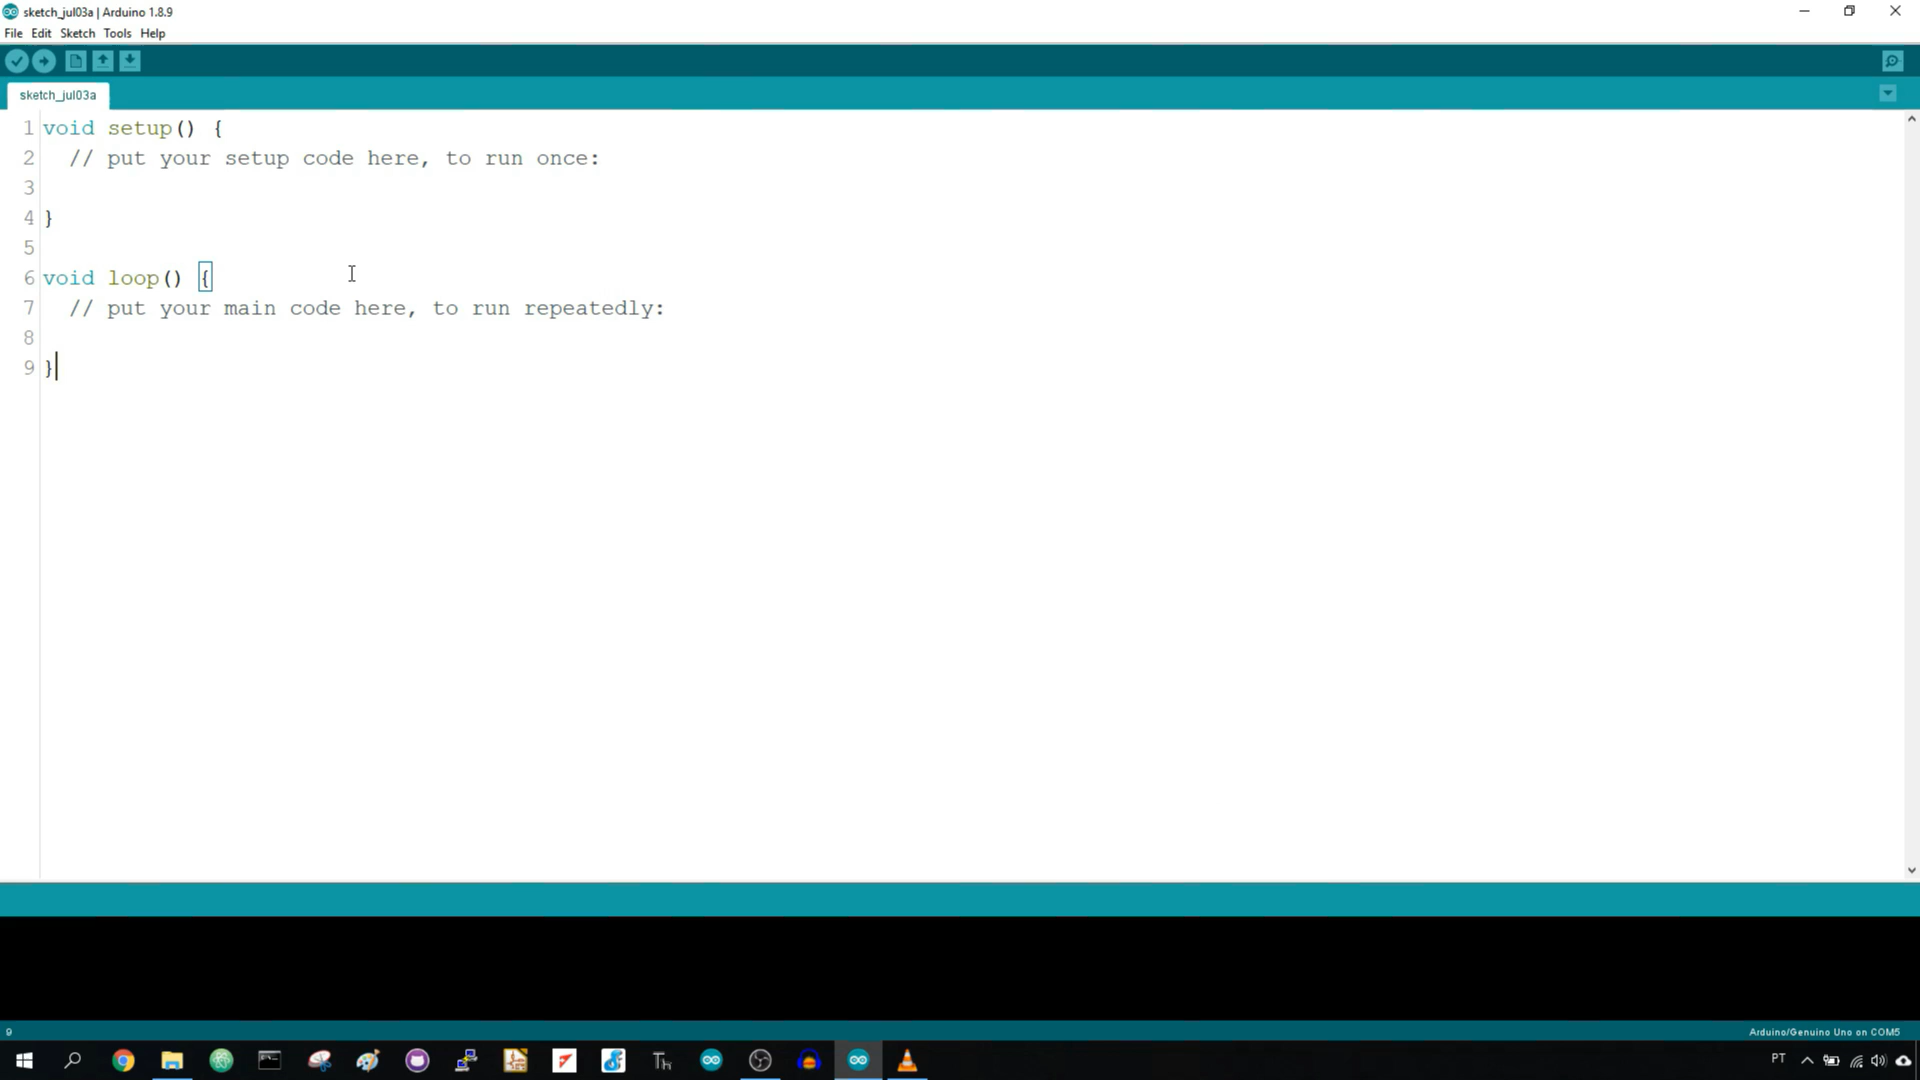 sketch_jul03a | Arduino 1.8.9
File Edit Sketch Tools Help
sketch_jul03a
1 void setup() {
2 // put your setup code here, to run once:
3
4 }
5
6 void loop() {
7 // put your main code here, to run repeatedly:
8
9 }
9
Arduino/Genuino Uno on COM5
Th
PT